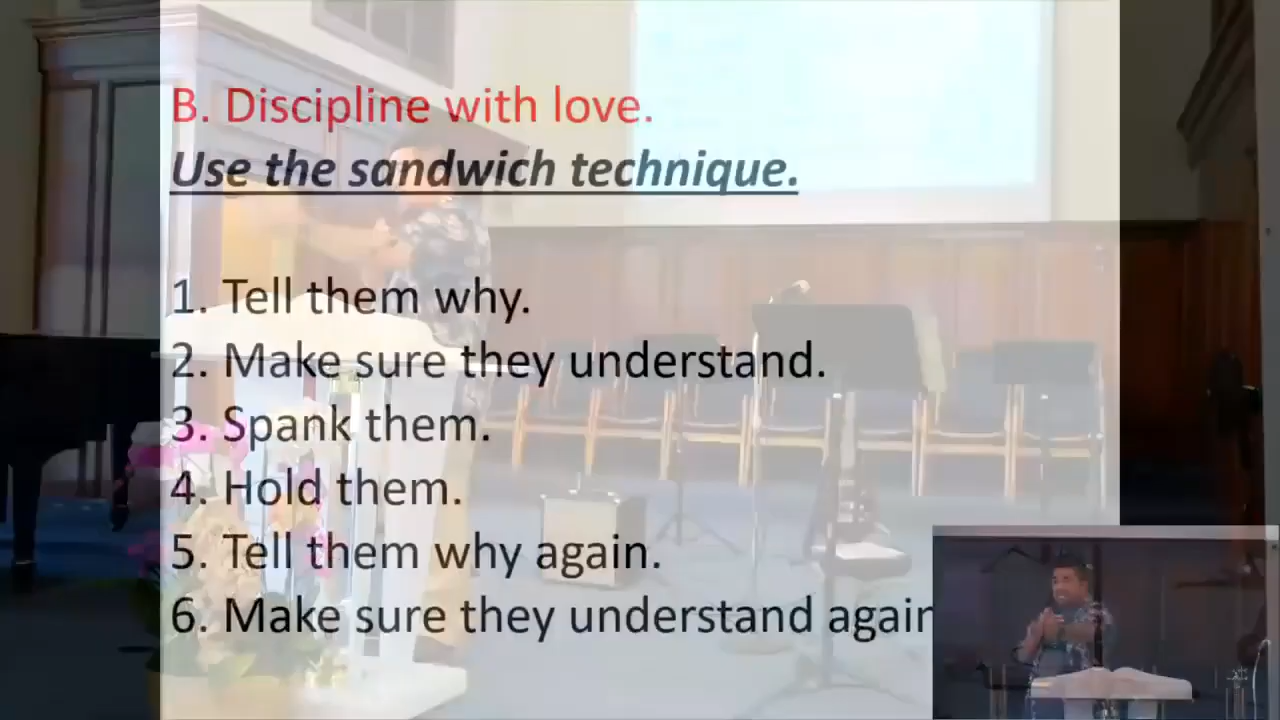 B. Discipline with love.
Use the sandwich technique.
1. Tell them why.
2. Make sure they understand.
3. Spank them.
4. Hold them.
5. Tell them why again.
6. Make sure they understand again